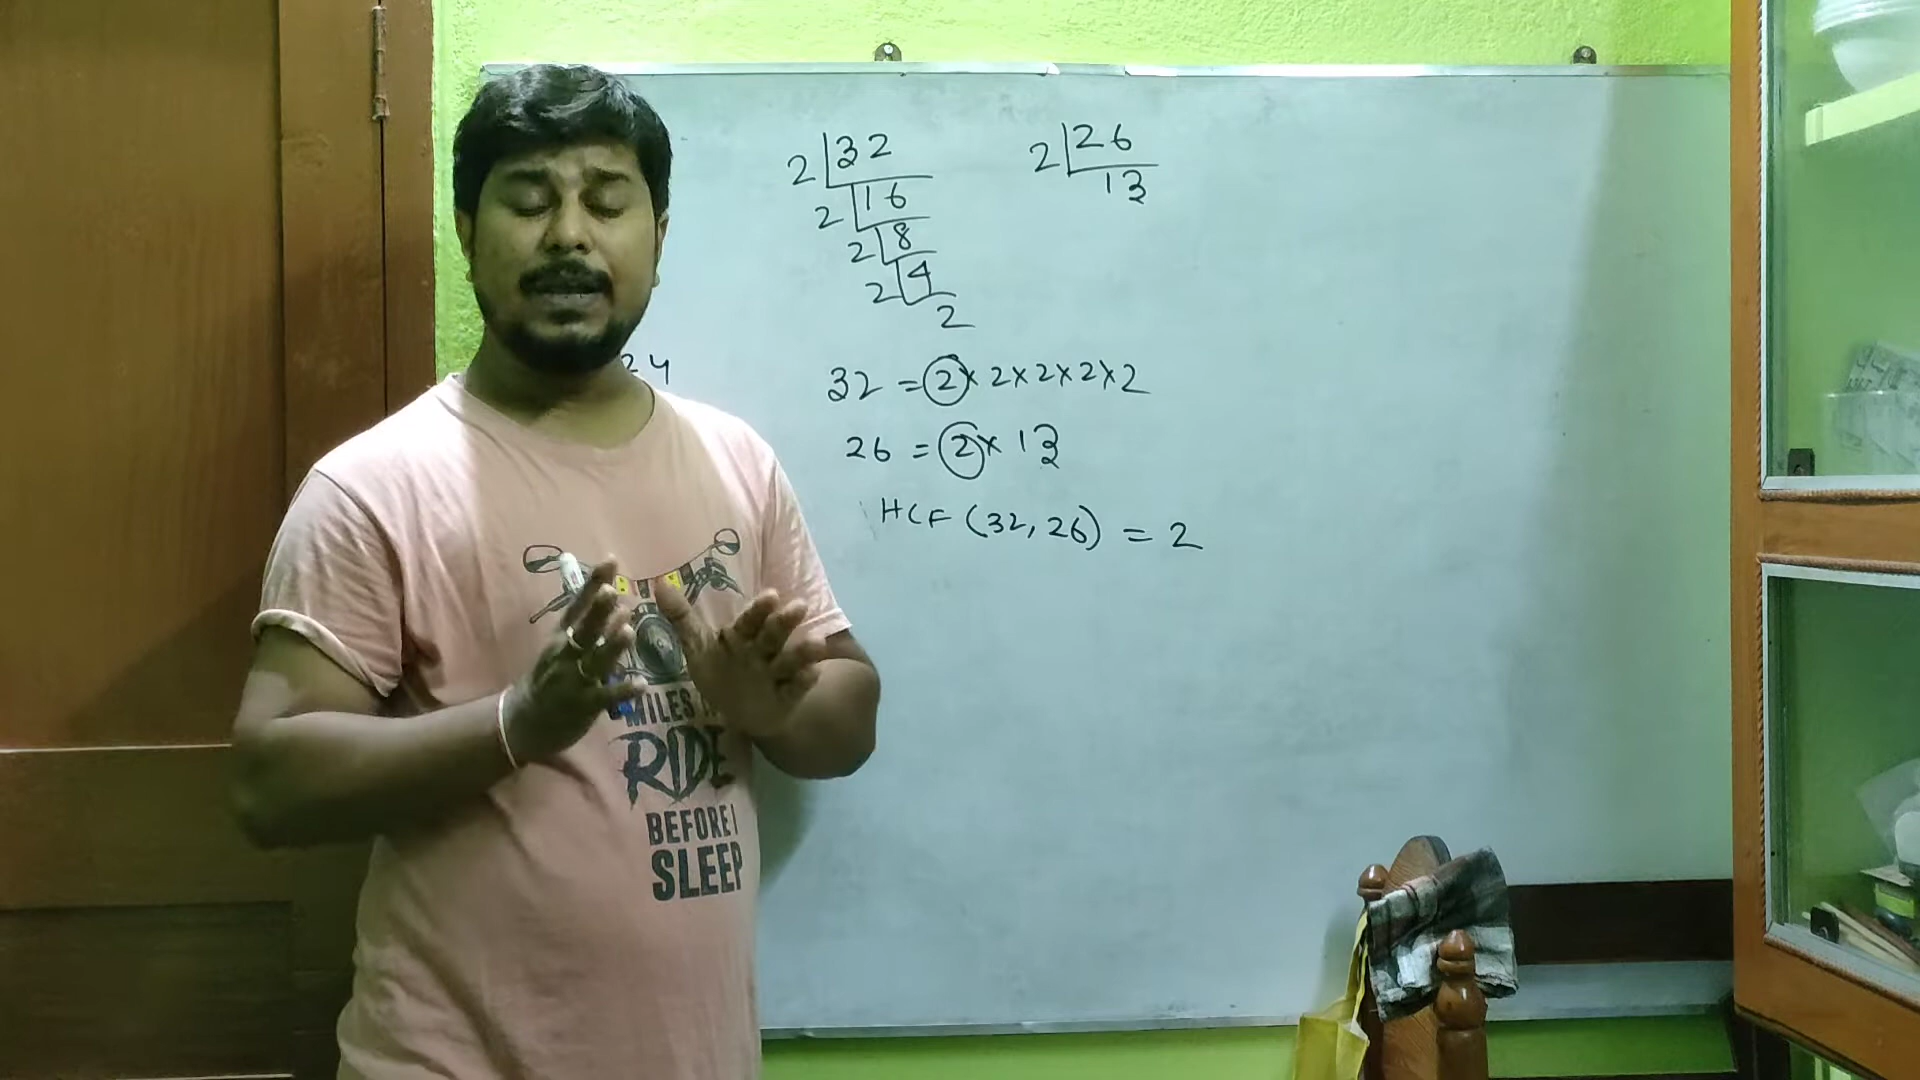 2 | 32
2 | 16
2 | 8
2 | 4
2
2 | 26
13
24
32 = 2 × 2 × 2 × 2 × 2
26 = 2 × 13
HCF (32, 26) = 2
MILES
RIDE
BEFORE I
SLEEP